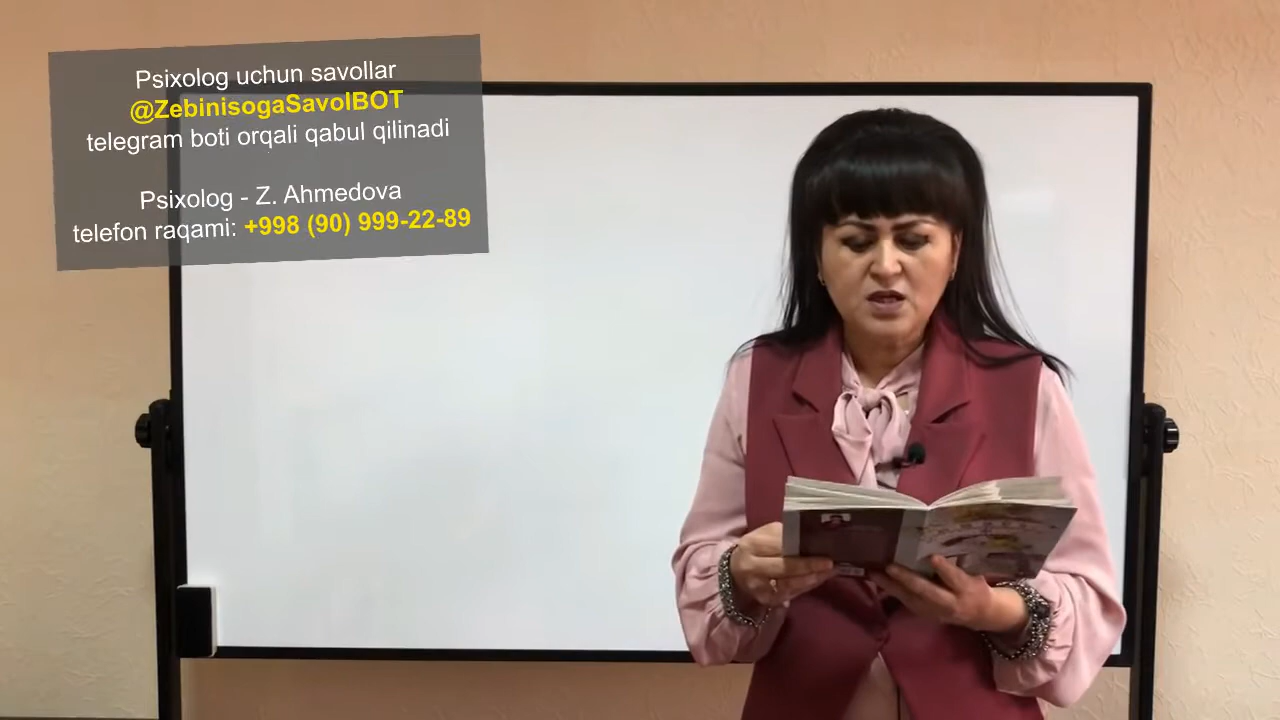 Psixolog uchun savollar
@ZebinisogaSavolBOT
telegram boti orqali qabul qilinadi
Psixolog - Z. Ahmedova
telefon raqami: +998 (90) 999-22-89